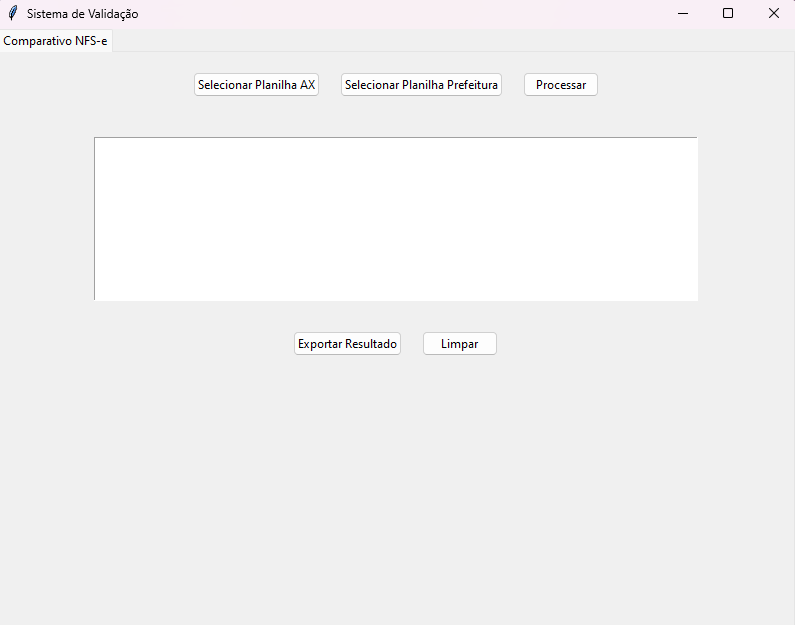 Sistema de Validação
Comparativo NFS-e
Selecionar Planilha AX
Selecionar Planilha Prefeitura
Processar
Exportar Resultado
Limpar